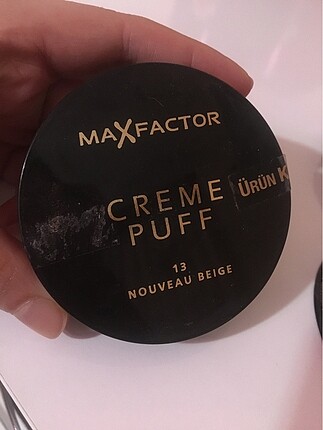 MAXFACTOR
CREME
PUFF
ÜRÜN K
13
NOUVEAU BEIGE